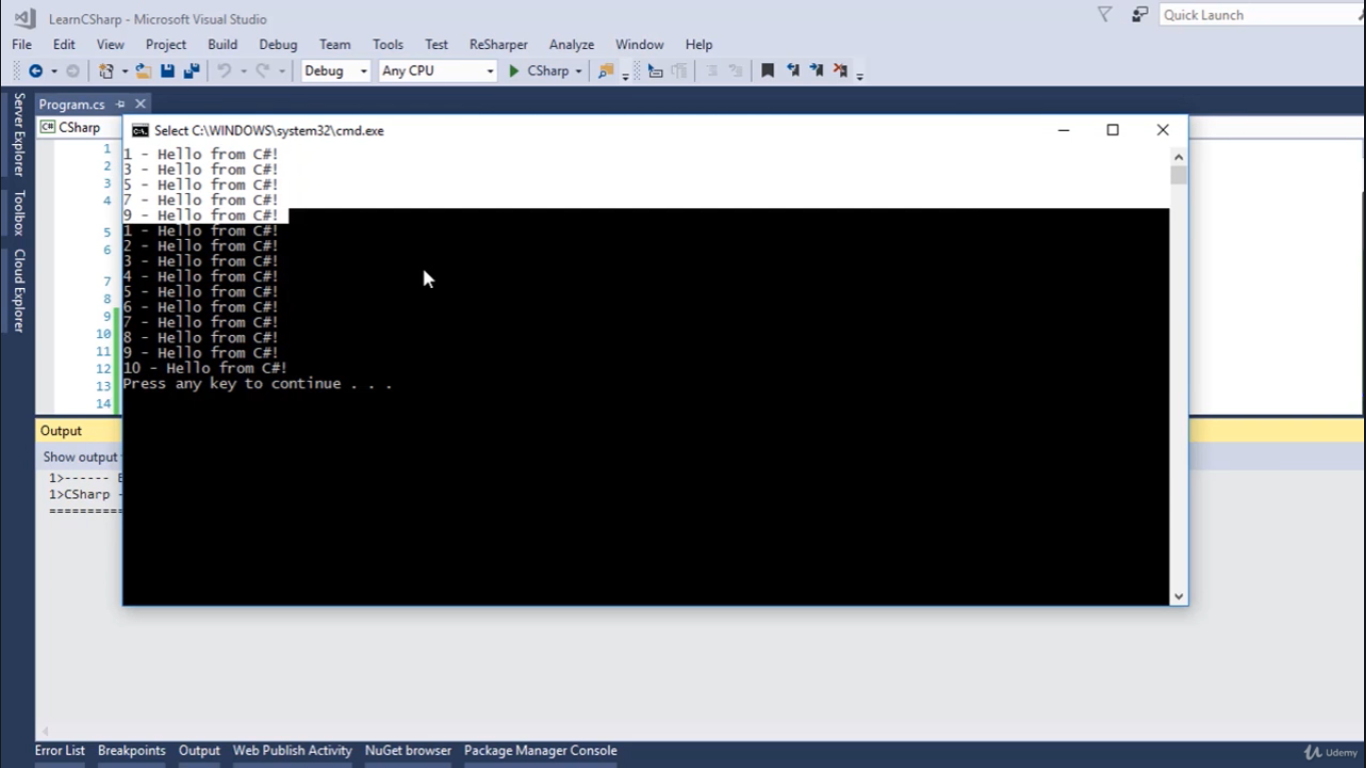 LearnCSharp - Microsoft Visual Studio
Quick Launch
File Edit View Project Build Debug Team Tools Test ReSharper Analyze Window Help
Debug Any CPU CSharp
Server Explorer
Toolbox
Cloud Explorer
Program.cs
C# CSharp
1
2
3
4
5
6
7
8
9
10
11
12
13
14
Select C:\WINDOWS\system32\cmd.exe
1 - Hello from C#!
3 - Hello from C#!
5 - Hello from C#!
7 - Hello from C#!
9 - Hello from C#!
1 - Hello from C#!
2 - Hello from C#!
3 - Hello from C#!
4 - Hello from C#!
5 - Hello from C#!
6 - Hello from C#!
7 - Hello from C#!
8 - Hello from C#!
9 - Hello from C#!
10 - Hello from C#!
Press any key to continue . . .
Output
Show output
1>------
1>CSharp -
==========
Error List Breakpoints Output Web Publish Activity NuGet browser Package Manager Console
Udemy